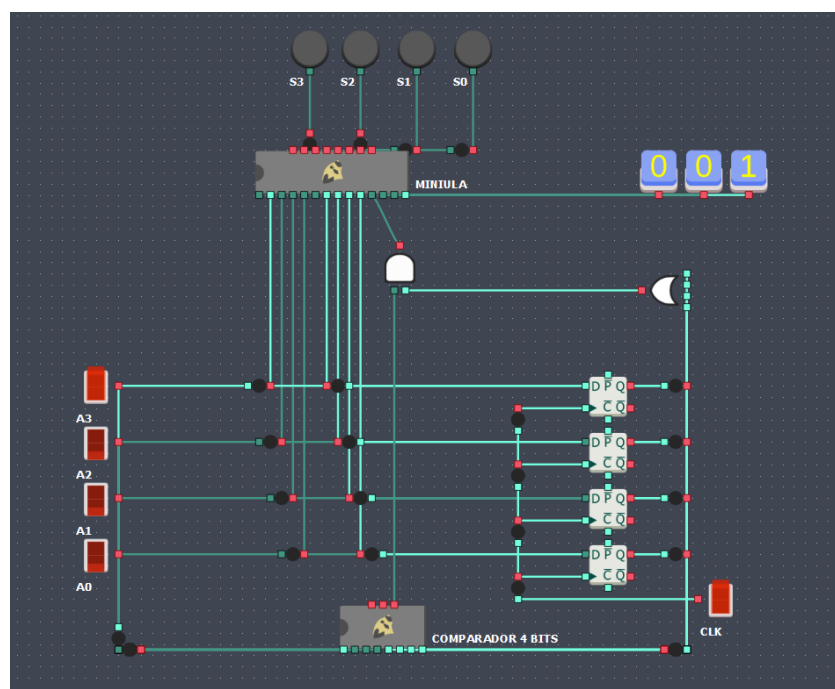 S3 S2 S1 S0
MINIULA
0 0 1
A3
A2
A1
A0
D P̅ Q
C̅ Q̅
D P̅ Q
C̅ Q̅
D P̅ Q
C̅ Q̅
D P̅ Q
C̅ Q̅
CLK
COMPARADOR 4 BITS